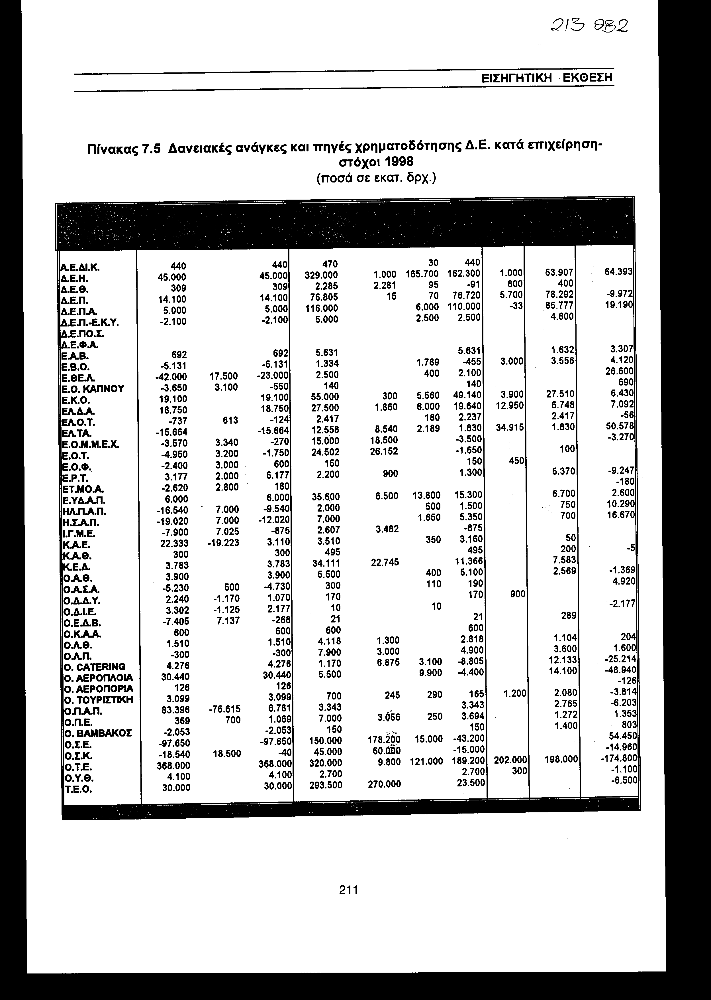 213 932
ΕΙΣΗΓΗΤΙΚΗ ΕΚΘΕΣΗ
Πίνακας 7.5 Δανειακές ανάγκες και πηγές χρηματοδότησης Δ.Ε. κατά επιχείρηση-
στόχοι 1998
(ποσά σε εκατ. δρχ.)
Α.Ε.ΔΙ.Κ. 440 440 470 30 440
Δ.Ε.Η. 45.000 45.000 329.000 1.000 165.700 162.300 1.000 53.907 64.393
Δ.Ε.Θ. 309 309 2.285 2.281 95 -91 800 400
Δ.Ε.Π. 14.100 14.100 76.805 15 70 76.720 5.700 78.292 -9.972
Δ.Ε.Π.Α. 5.000 5.000 116.000 6.000 110.000 -33 85.777 19.190
Δ.Ε.Π.-Ε.Κ.Υ. -2.100 -2.100 5.000 2.500 2.500 4.600
Δ.Ε.ΠΟ.Σ.
Δ.Ε.Φ.Α.
Ε.Α.Β. 692 692 5.631 5.631 1.632 3.307
Ε.Β.Ο. -5.131 -5.131 1.334 1.789 -455 3.000 3.556 4.120
Ε.ΘΕ.Λ. -42.000 17.500 -23.000 2.500 400 2.100 26.600
Ε.Ο. ΚΑΠΝΟΥ -3.650 3.100 -550 140 140 690
Ε.Κ.Ο. 19.100 19.100 55.000 300 5.560 49.140 3.900 27.510 6.430
ΕΛ.Δ.Α. 18.750 18.750 27.500 1.860 6.000 19.640 12.950 6.748 7.092
ΕΛ.Ο.Τ. -737 613 -124 2.417 180 2.237 2.417 -56
ΕΛ.ΤΑ. -15.664 -15.664 12.558 8.540 2.189 1.830 34.915 1.830 50.578
Ε.Ο.Μ.Μ.Ε.Χ. -3.570 3.340 -270 15.000 18.500 -3.500 -3.270
Ε.Ο.Τ. -4.950 3.200 -1.750 24.502 26.152 -1.650 100
Ε.Ο.Φ. -2.400 3.000 600 150 150 450
Ε.Ρ.Τ. 3.177 2.000 5.177 2.200 900 1.300 5.370 -9.247
ΕΤ.ΜΟ.Α. -2.620 2.800 180 -180
Ε.ΥΔ.Α.Π. 6.000 6.000 35.600 6.500 13.800 15.300 6.700 2.600
ΗΛ.Π.Α.Π. -16.540 7.000 -9.540 2.000 500 1.500 750 10.290
Η.Σ.Α.Π. -19.020 7.000 -12.020 7.000 1.650 5.350 700 16.670
Ι.Γ.Μ.Ε. -7.900 7.025 -875 2.607 3.482 -875
Κ.Α.Ε. 22.333 -19.223 3.110 3.510 350 3.160 50
Κ.Α.Θ. 300 300 495 495 200 -5
Κ.Ε.Δ. 3.783 3.783 34.111 22.745 11.366 7.583
Ο.Α.Θ. 3.900 3.900 5.500 400 5.100 2.569 -1.369
Ο.Α.Σ.Α. -5.230 500 -4.730 300 110 190 4.920
Ο.Δ.Δ.Υ. 2.240 -1.170 1.070 170 170 900
Ο.Δ.Ι.Ε. 3.302 -1.125 2.177 10 10 -2.177
Ο.Ε.Δ.Β. -7.405 7.137 -268 21 21 289
Ο.Κ.Α.Α. 600 600 600 600
Ο.Λ.Θ. 1.510 1.510 4.118 1.300 2.818 1.104 204
Ο.Λ.Π. -300 -300 7.900 3.000 4.900 3.600 1.600
Ο. CATERING 4.276 4.276 1.170 6.875 3.100 -8.805 12.133 -25.214
Ο. ΑΕΡΟΠΛΟΙΑ 30.440 30.440 5.500 9.900 -4.400 14.100 -48.940
Ο. ΑΕΡΟΠΟΡΙΑ 126 126 -126
Ο. ΤΟΥΡΙΣΤΙΚΗ 3.099 3.099 700 245 290 165 1.200 2.080 -3.814
Ο.Π.Α.Π. 83.396 -76.615 6.781 3.343 3.343 2.765 -6.203
Ο.Π.Ε. 369 700 1.069 7.000 3.056 250 3.694 1.272 1.353
Ο. ΒΑΜΒΑΚΟΣ -2.053 -2.053 150 150 1.400 803
Ο.Σ.Ε. -97.650 -97.650 150.000 178.200 15.000 -43.200 54.450
Ο.Σ.Κ. -18.540 18.500 -40 45.000 60.000 -15.000 -14.960
Ο.Τ.Ε. 368.000 368.000 320.000 9.800 121.000 189.200 202.000 198.000 -174.800
Ο.Υ.Θ. 4.100 4.100 2.700 2.700 300 -1.100
Τ.Ε.Ο. 30.000 30.000 293.500 270.000 23.500 -6.500
211